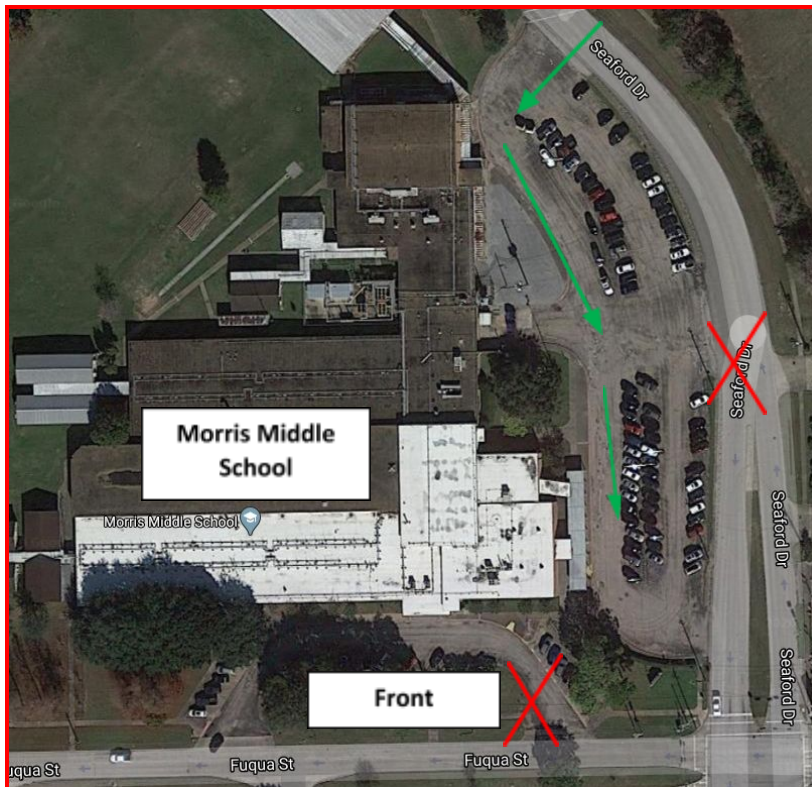 Seaford Dr
Seaford Dr
Morris Middle
School
Morris Middle School
Seaford Dr
Front
Seaford Dr
Fuqua St
Fuqua St
uqua St